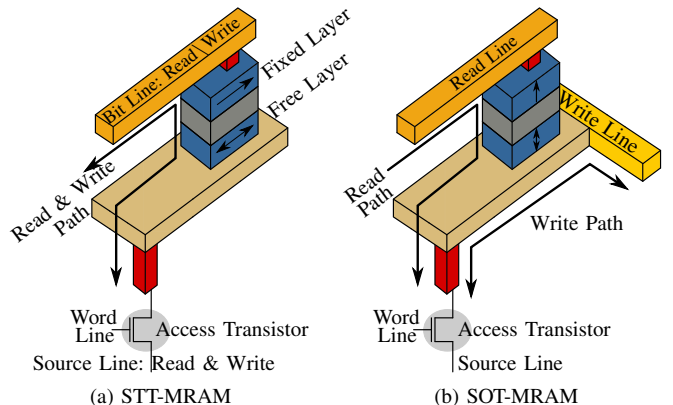 Bit Line: Read\Write
Fixed Layer
Free Layer
Read & Write
Path
Word
Line
Access Transistor
Source Line: Read & Write
(a) STT-MRAM
Read Line
Write Line
Read
Path
Write Path
Word
Line
Access Transistor
Source Line
(b) SOT-MRAM